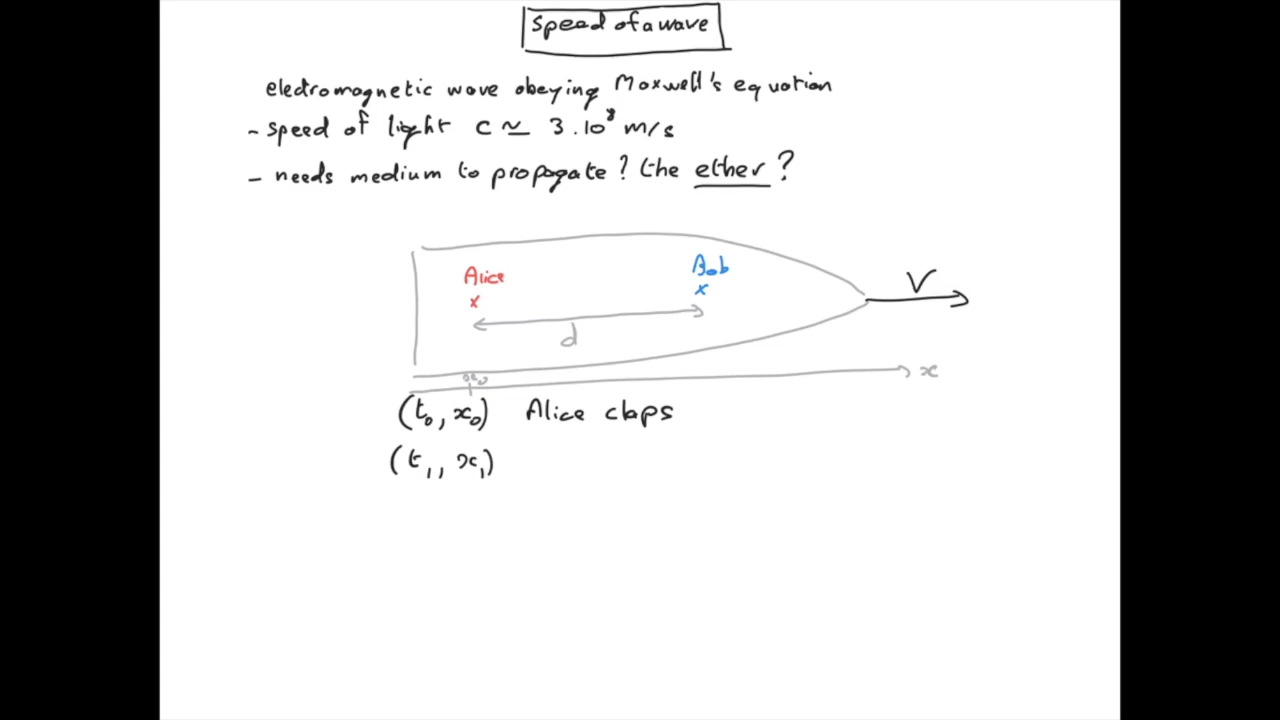 Speed of a wave
electromagnetic wave obeying Maxwell's equation
- speed of light c ≃ 3.10⁸ m/s
- needs medium to propagate? the ether?
Alice
x
Bob
x
V
d
x₀
x
(t₀, x₀) Alice claps
(t₁, x₁)